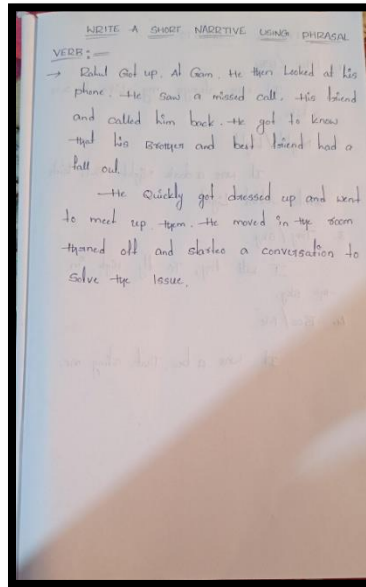 WRITE A SHORT NARRTIVE USING PHRASAL
VERB:-
→ Rahul Got up. At 6am. He then Looked at his
phone. He saw a missed call. His friend
and called him back. He got to know
that his Brother and best friend had a
fall out.
He Quickly got dressed up and went
to meet up them. He moved in the room
turned off and started a conversation to
Solve the Issue.